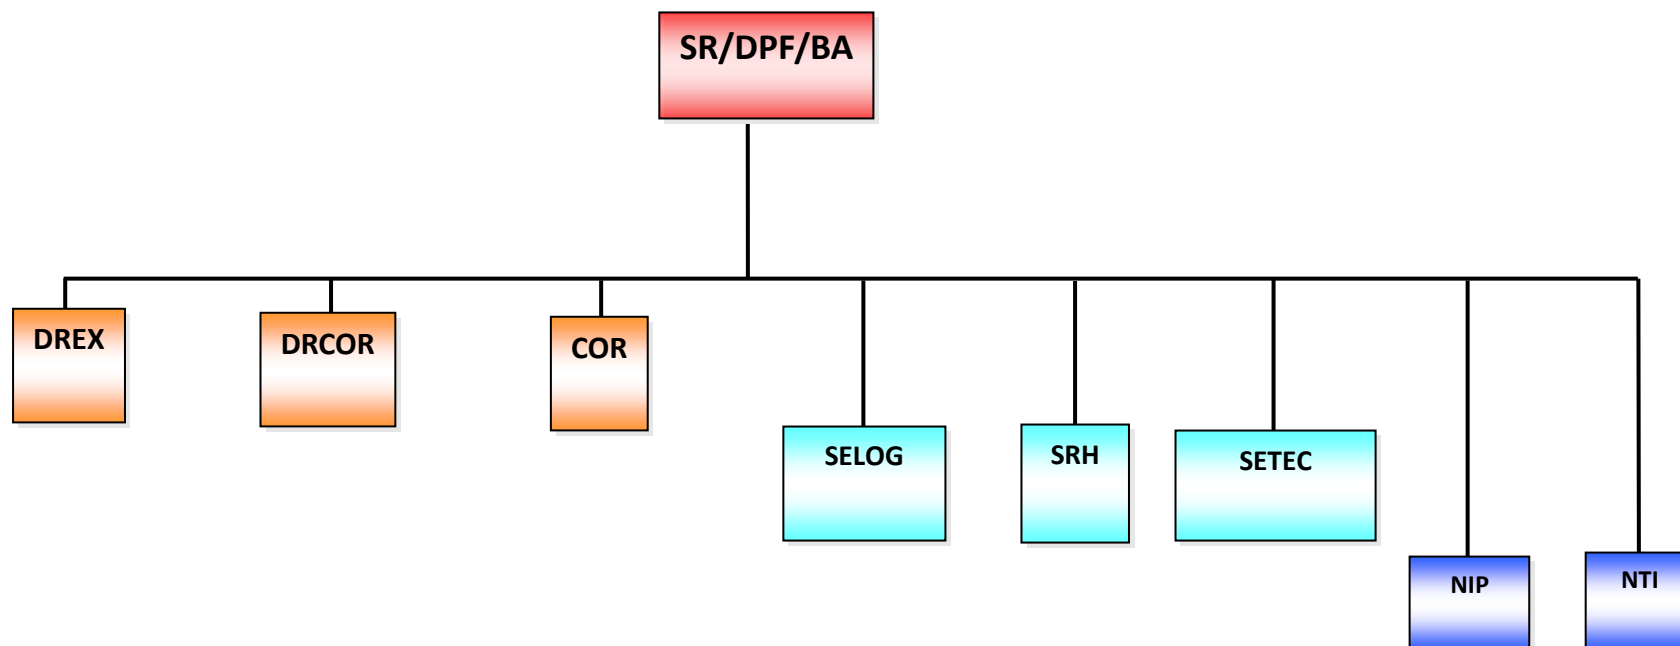 SR/DPF/BA
DREX
DRCOR
COR
SELOG
SRH
SETEC
NIP
NTI